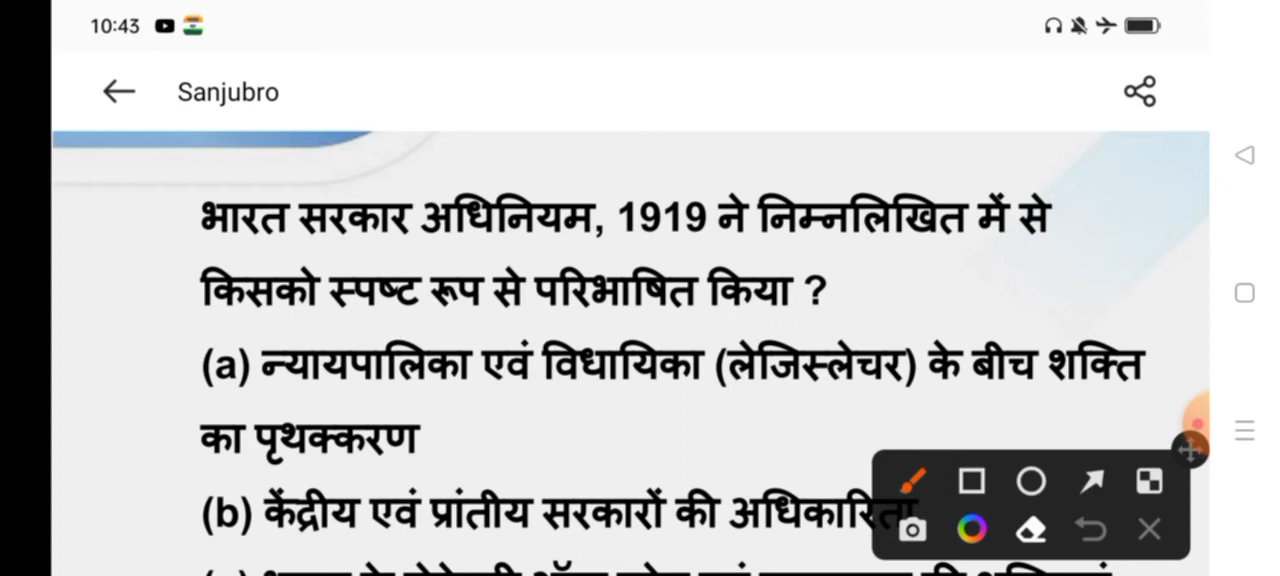 10:43
Sanjubro
भारत सरकार अधिनियम, 1919 ने निम्नलिखित में से
किसको स्पष्ट रूप से परिभाषित किया ?
(a) न्यायपालिका एवं विधायिका (लेजिस्लेचर) के बीच शक्ति
का पृथक्करण
(b) केंद्रीय एवं प्रांतीय सरकारों की अधिकारिता